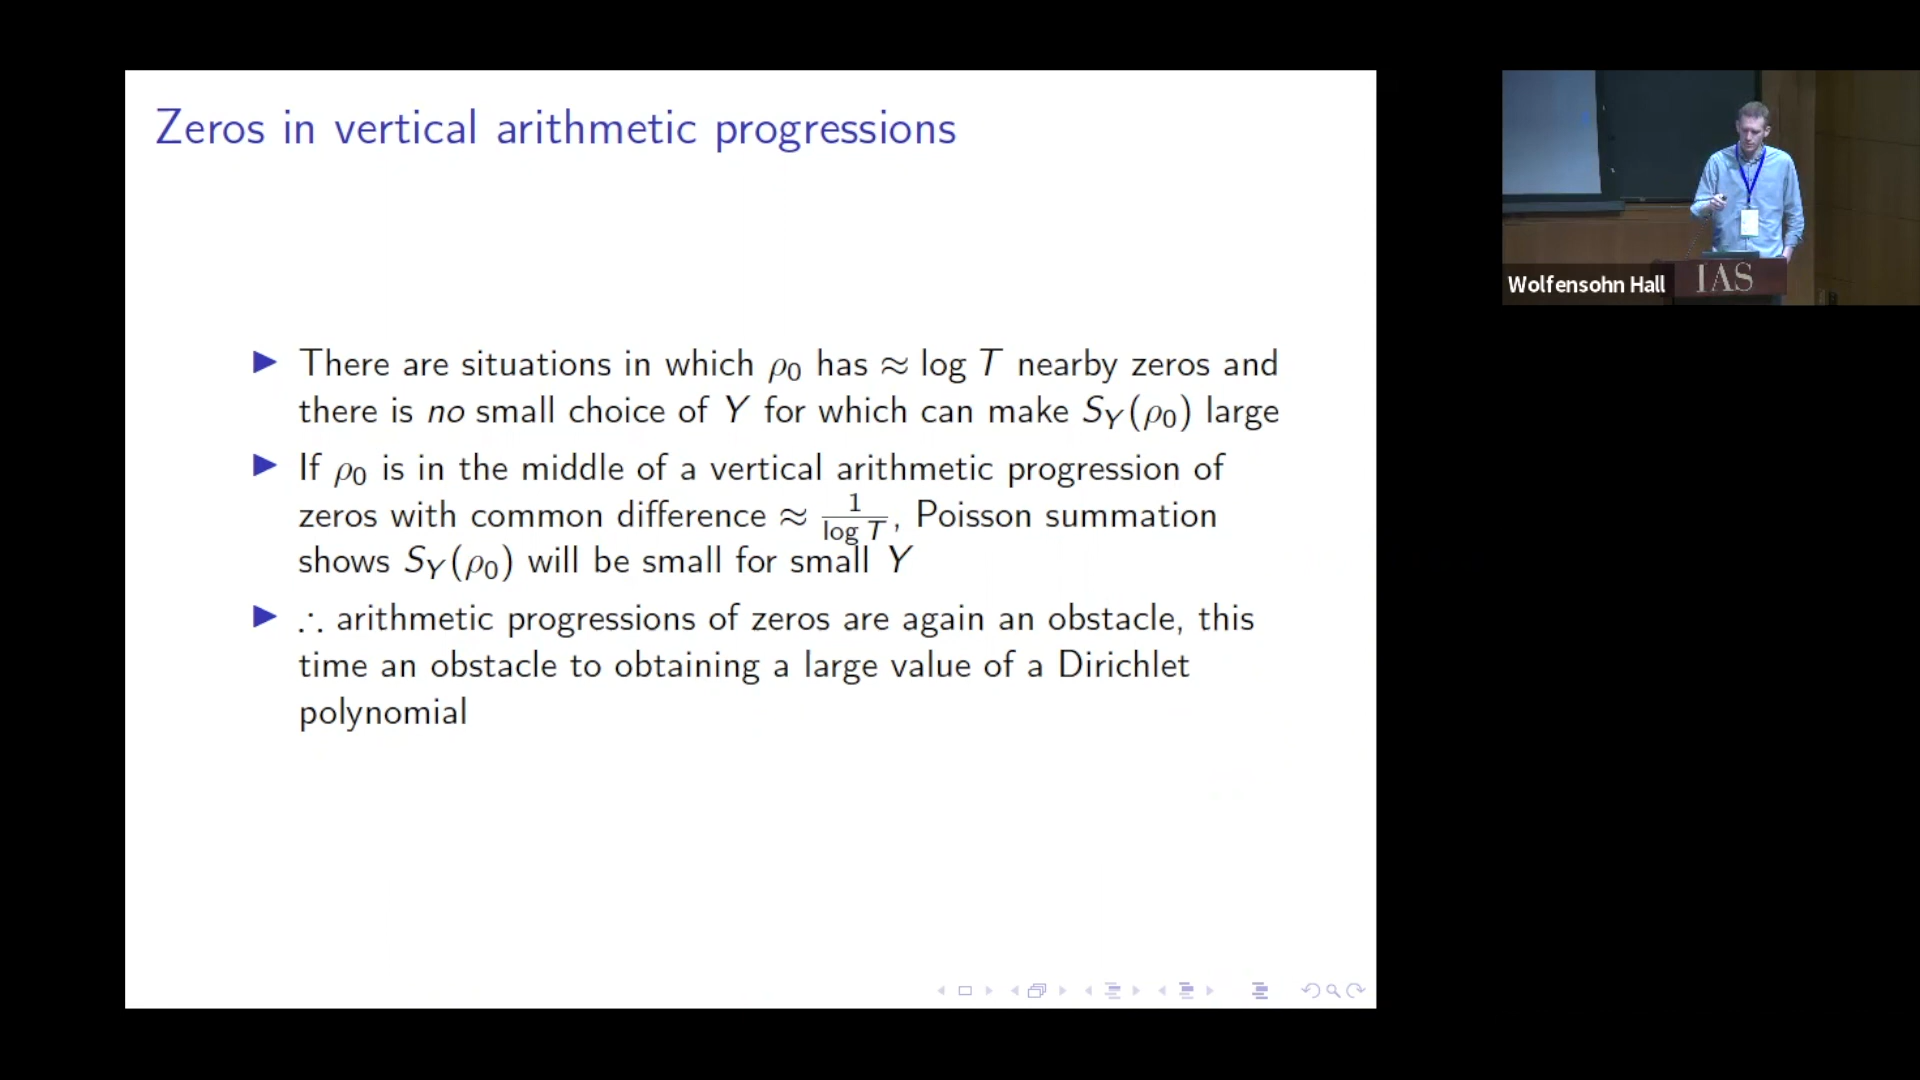 Zeros in vertical arithmetic progressions
▶ There are situations in which ρ₀ has ≈ log T nearby zeros and
there is no small choice of Y for which can make S_Y(ρ₀) large
▶ If ρ₀ is in the middle of a vertical arithmetic progression of
zeros with common difference ≈ 1/log T, Poisson summation
shows S_Y(ρ₀) will be small for small Y
▶ ∴ arithmetic progressions of zeros are again an obstacle, this
time an obstacle to obtaining a large value of a Dirichlet
polynomial
Wolfensohn Hall
IAS